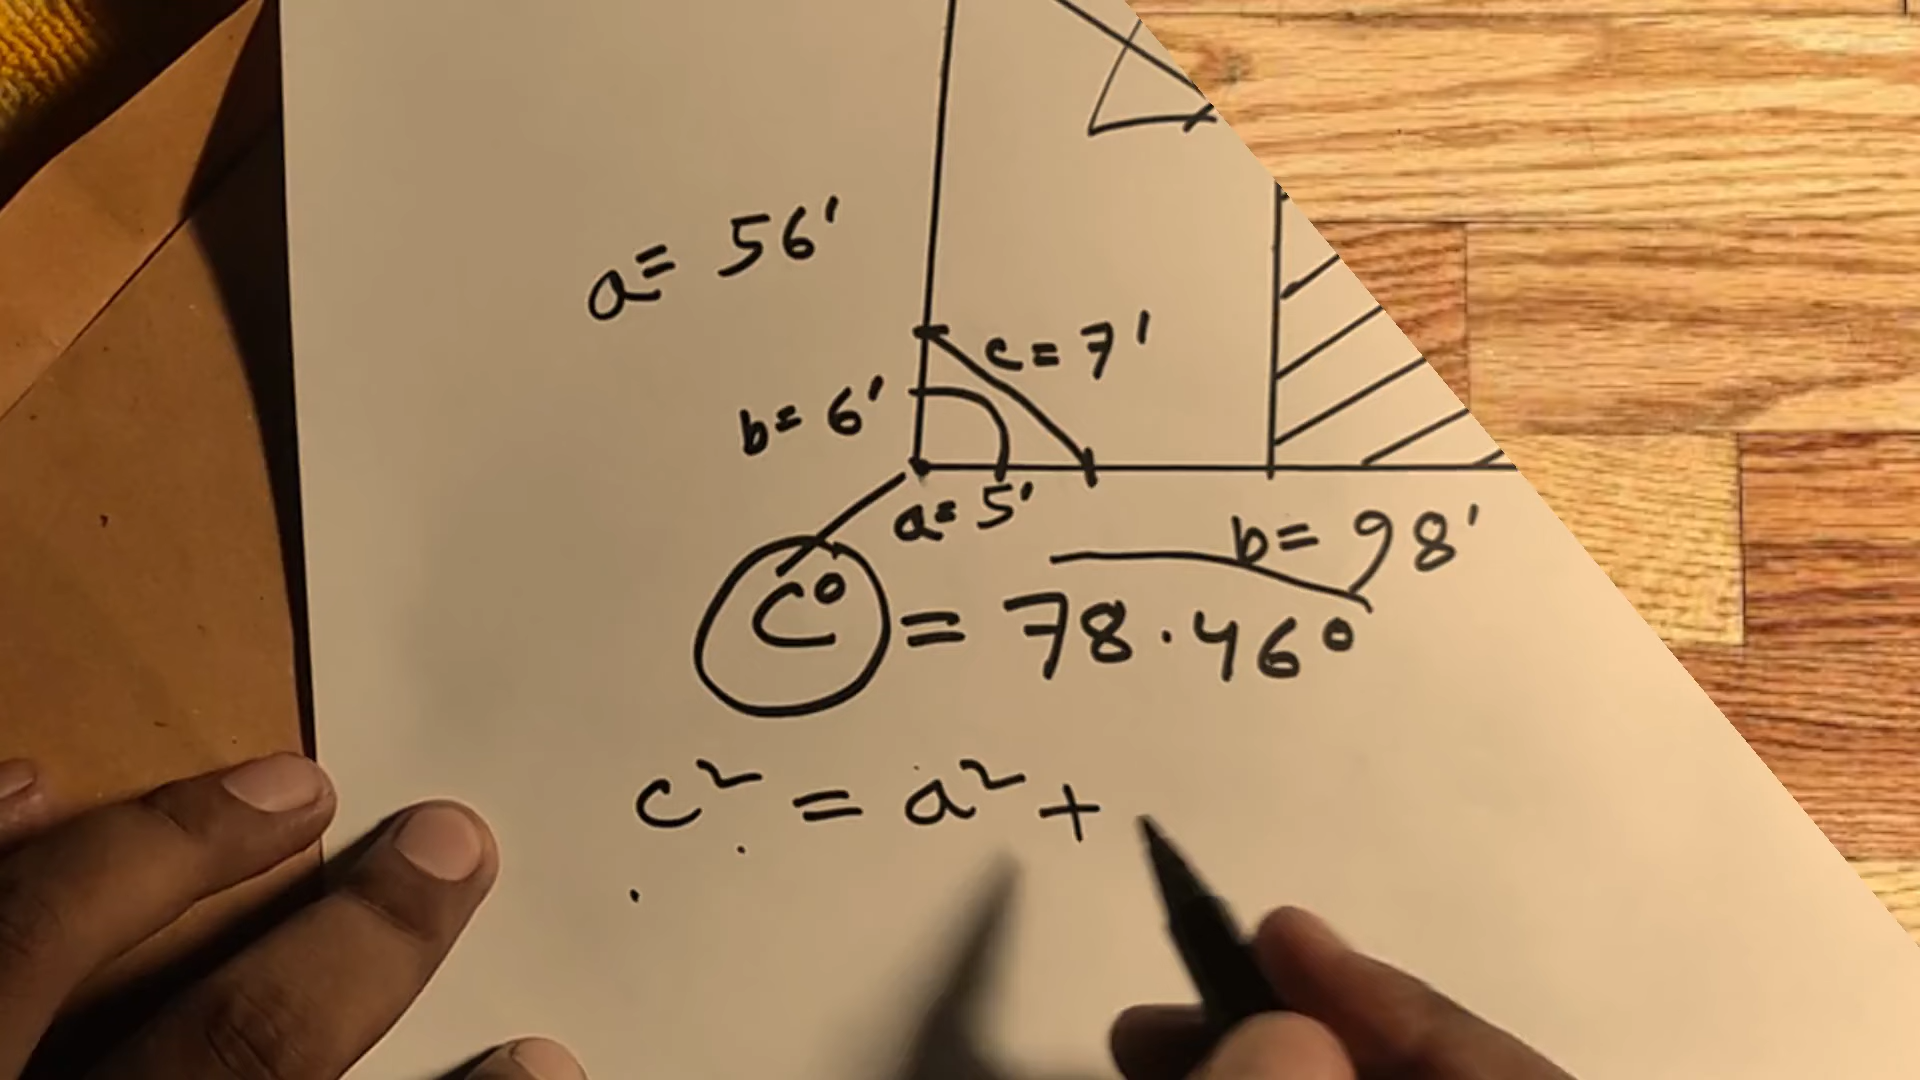 a = 56'
c = 7'
b = 6'
a = 5'
b = 98'
C° = 78.46°
c² = a² +